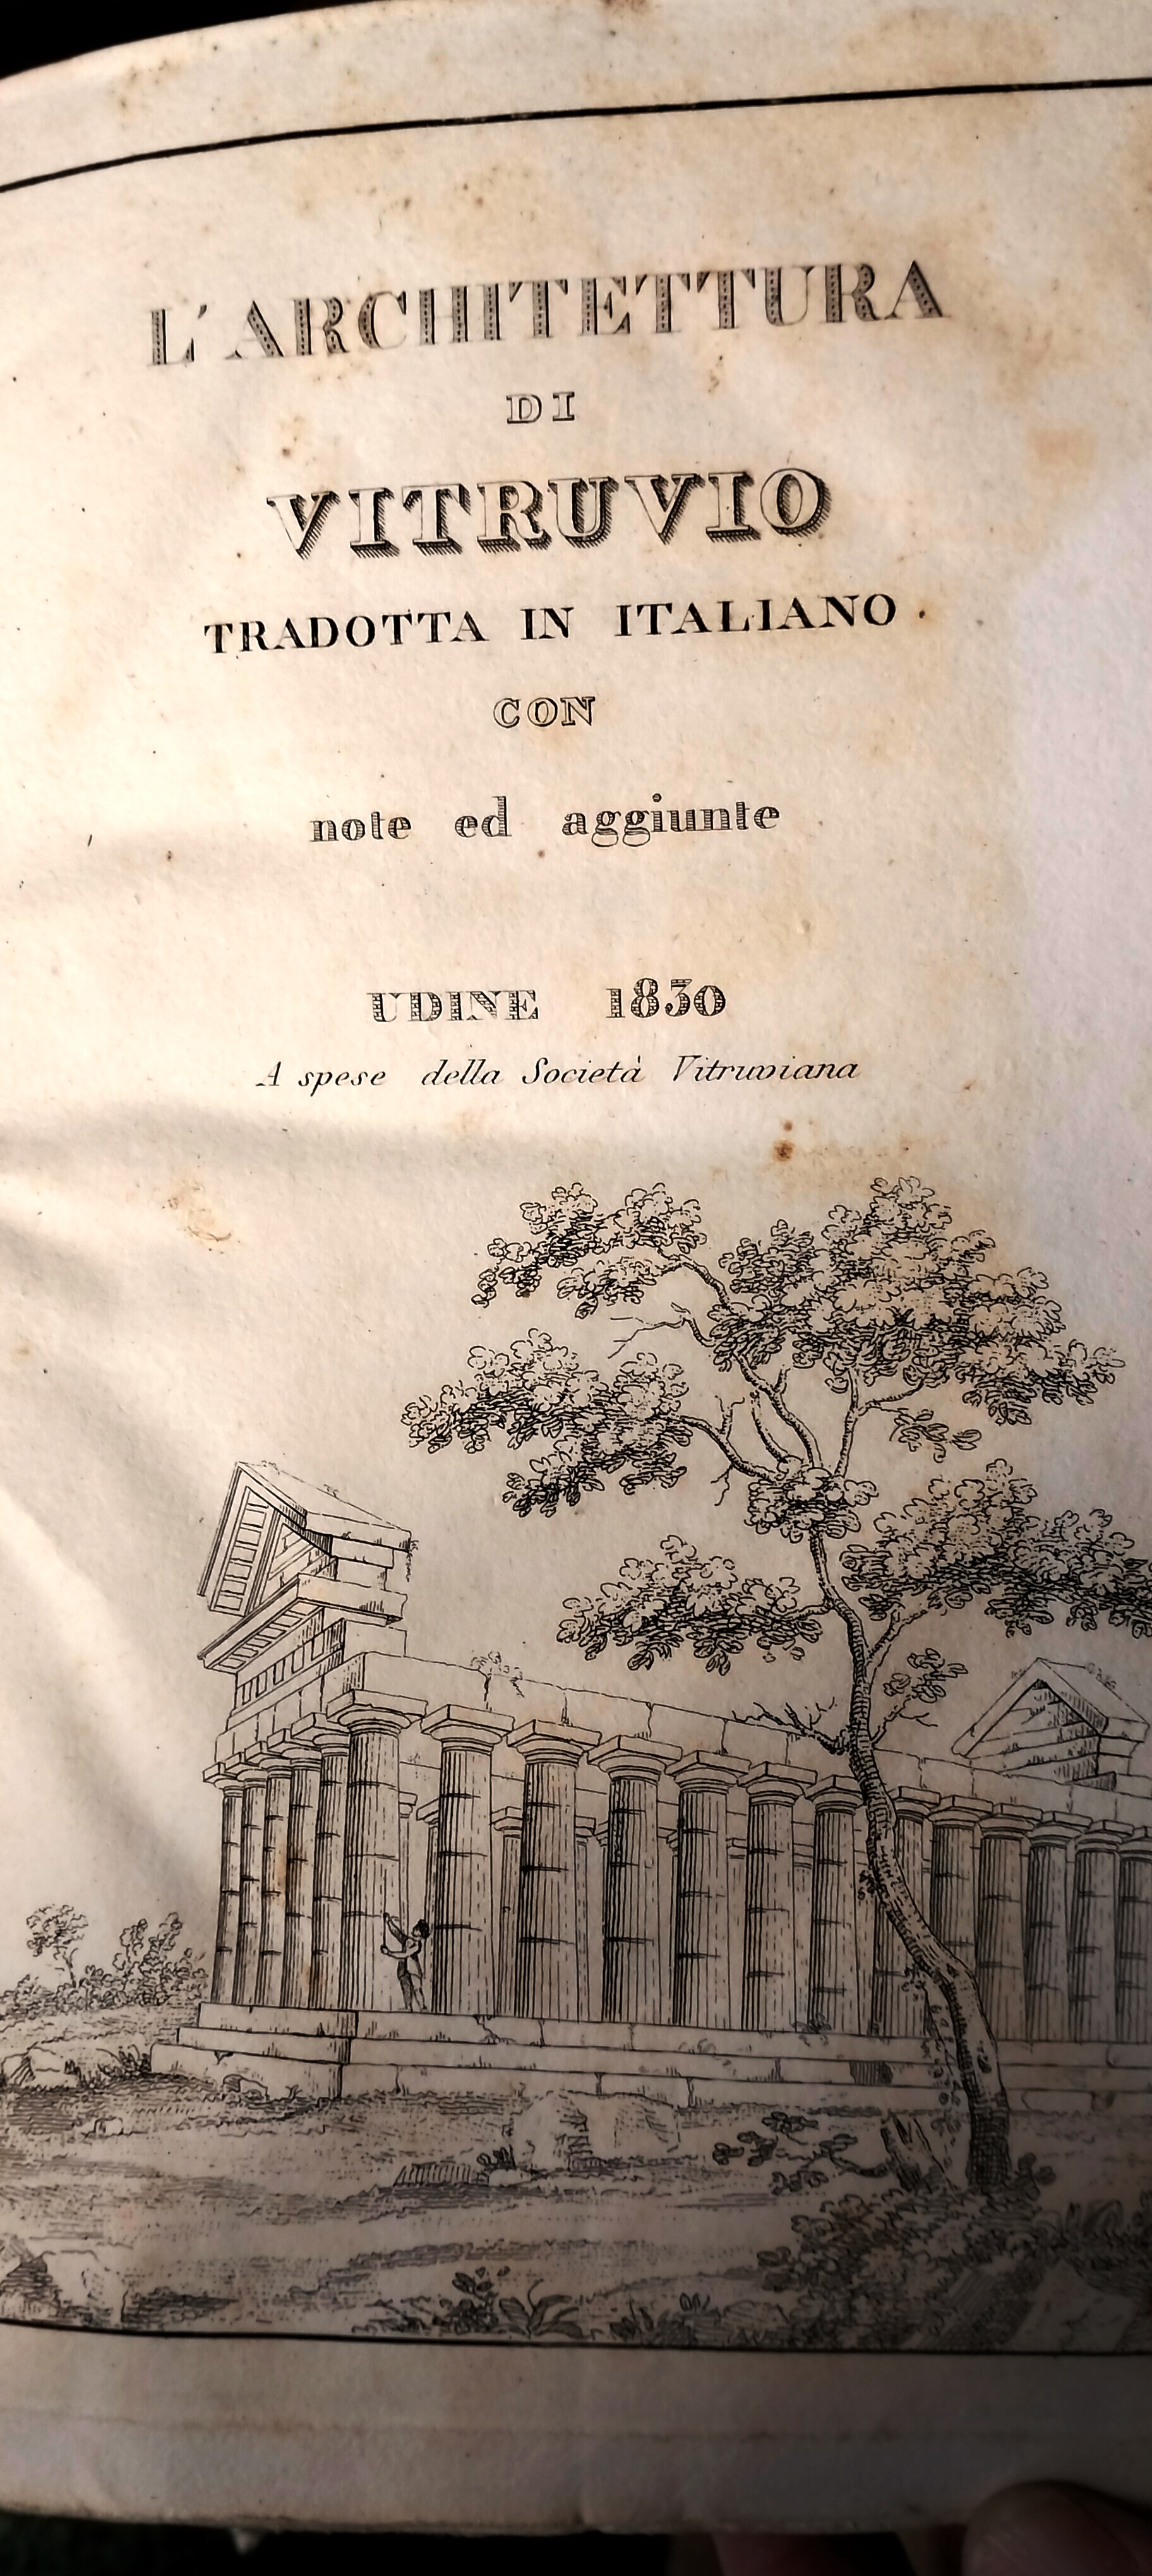 L'ARCHITETTURA
DI
VITRUVIO
TRADOTTA IN ITALIANO
CON
note ed aggiunte
UDINE 1830
A spese della Società Vitruviana